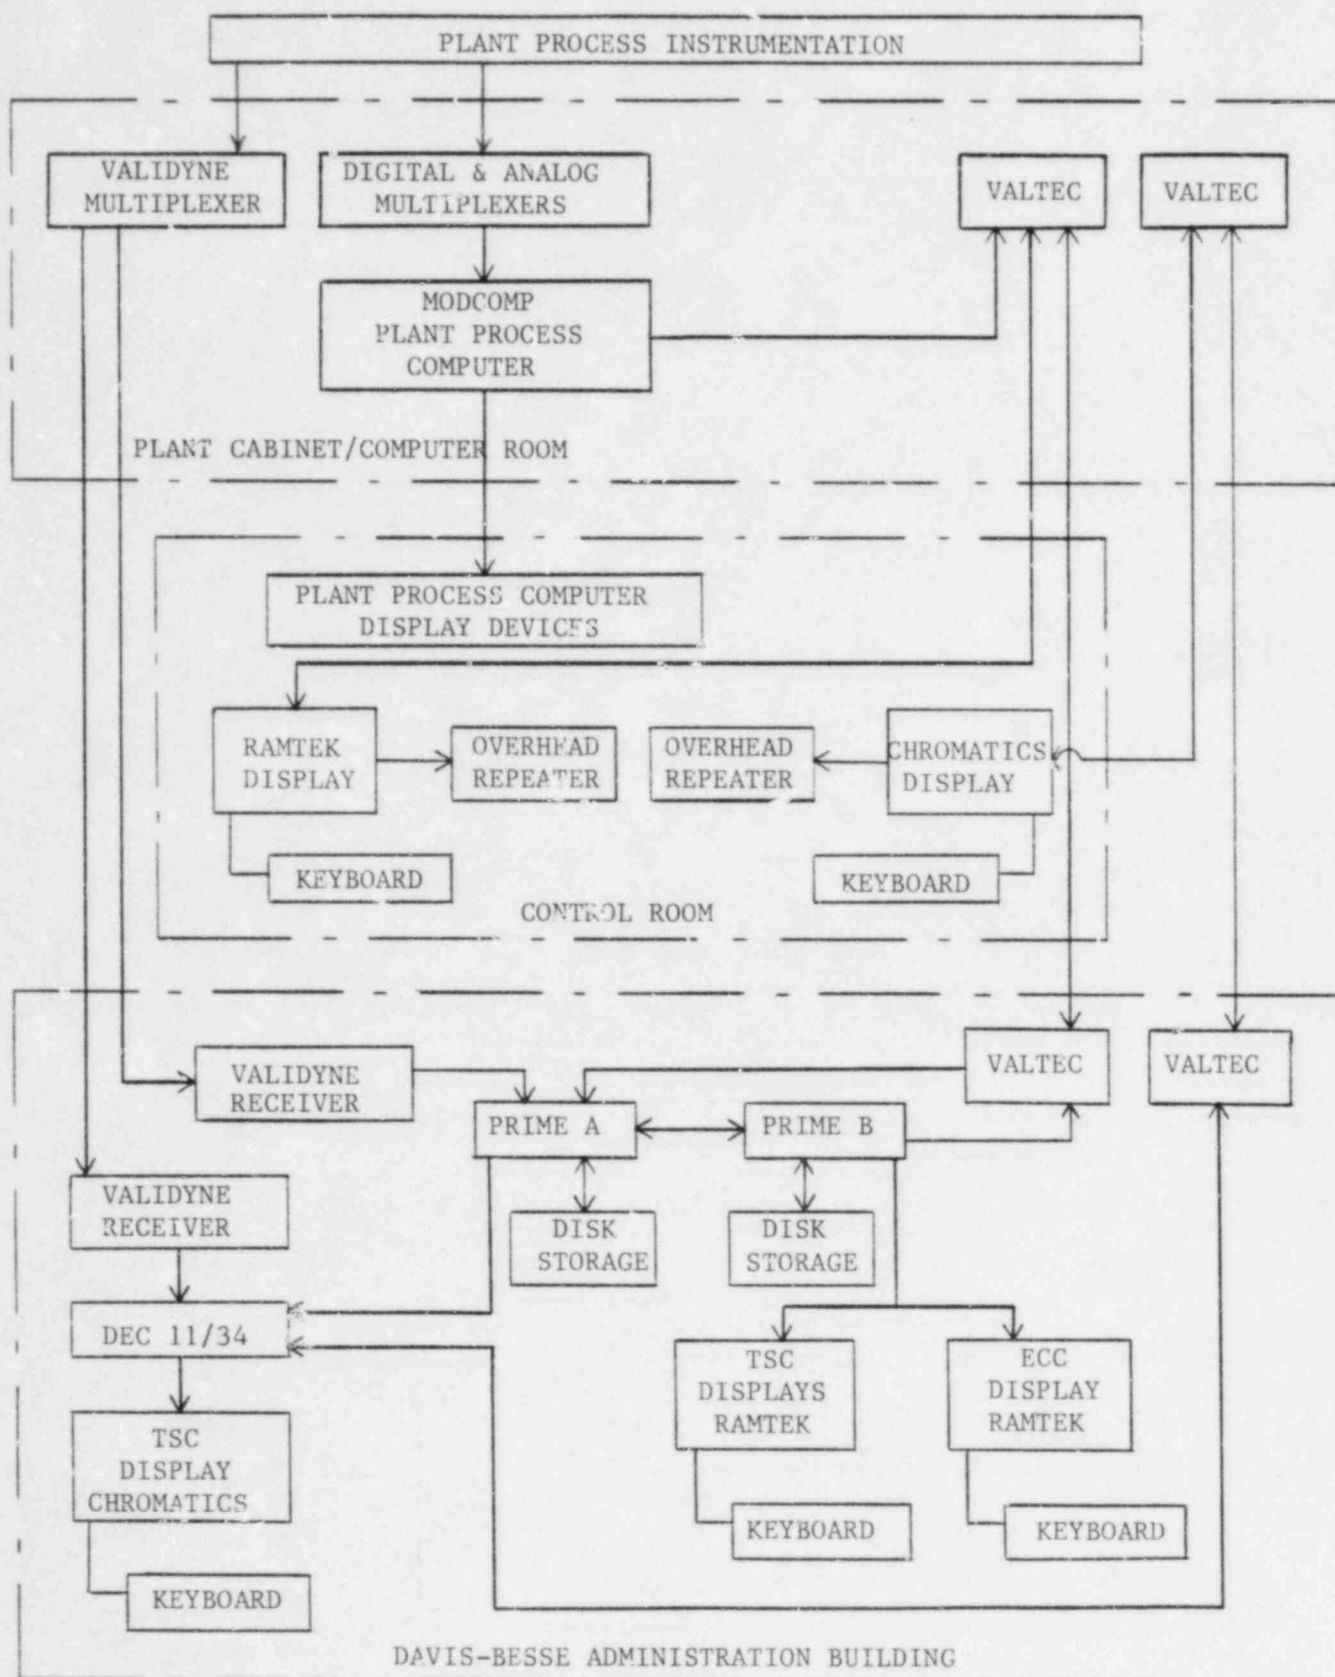 PLANT PROCESS INSTRUMENTATION
VALIDYNE
MULTIPLEXER
DIGITAL & ANALOG
MULTIPLEXERS
VALTEC
VALTEC
MODCOMP
PLANT PROCESS
COMPUTER
PLANT CABINET/COMPUTER ROOM
PLANT PROCESS COMPUTER
DISPLAY DEVICES
RAMTEK
DISPLAY
OVERHEAD
REPEATER
OVERHEAD
REPEATER
CHROMATICS
DISPLAY
KEYBOARD
KEYBOARD
CONTROL ROOM
VALIDYNE
RECEIVER
VALTEC
VALTEC
PRIME A
PRIME B
VALIDYNE
RECEIVER
DISK
STORAGE
DISK
STORAGE
DEC 11/34
TSC
DISPLAYS
RAMTEK
ECC
DISPLAY
RAMTEK
TSC
DISPLAY
CHROMATICS
KEYBOARD
KEYBOARD
KEYBOARD
DAVIS-BESSE ADMINISTRATION BUILDING